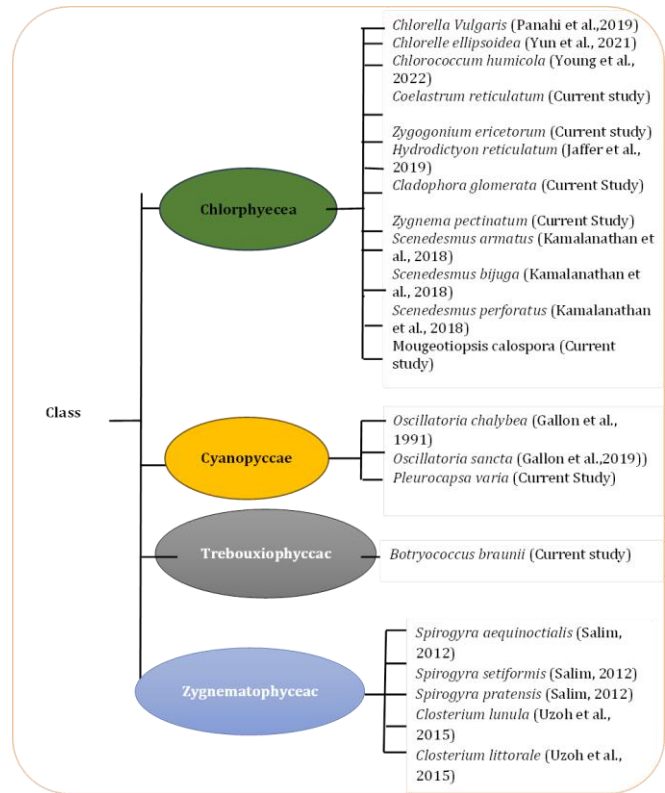 Class
Chlorphyecea
Chlorella Vulgaris (Panahi et al.,2019)
Chlorelle ellipsoidea (Yun et al., 2021)
Chlorococcum humicola (Young et al.,
2022)
Coelastrum reticulatum (Current study)
Zygogonium ericetorum (Current study)
Hydrodictyon reticulatum (Jaffer et al.,
2019)
Cladophora glomerata (Current Study)
Zygnema pectinatum (Current Study)
Scenedesmus armatus (Kamalanathan
et al., 2018)
Scenedesmus bijuga (Kamalanathan et
al., 2018)
Scenedesmus perforatus (Kamalanathan
et al., 2018)
Mougeotiopsis calospora (Current
study)
Cyanopyccae
Oscillatoria chalybea (Gallon et al.,
1991)
Oscillatoria sancta (Gallon et al.,2019))
Pleurocapsa varia (Current Study)
Trebouxiophyccac
Botryococcus braunii (Current study)
Zygnematophyceac
Spirogyra aequinoctialis (Salim,
2012)
Spirogyra setiformis (Salim, 2012)
Spirogyra pratensis (Salim, 2012)
Closterium lunula (Uzoh et al.,
2015)
Closterium littorale (Uzoh et al.,
2015)